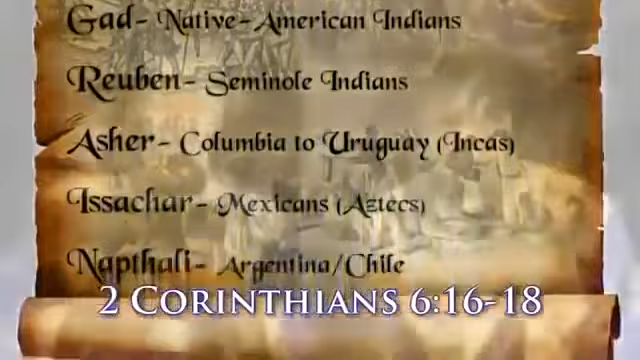 Gad- Native-American Indians
Reuben- Seminole Indians
Asher- Columbia to Uruguay (Incas)
Issachar- Mexicans (Aztecs)
Napthali- Argentina/Chile
2 CORINTHIANS 6:16-18